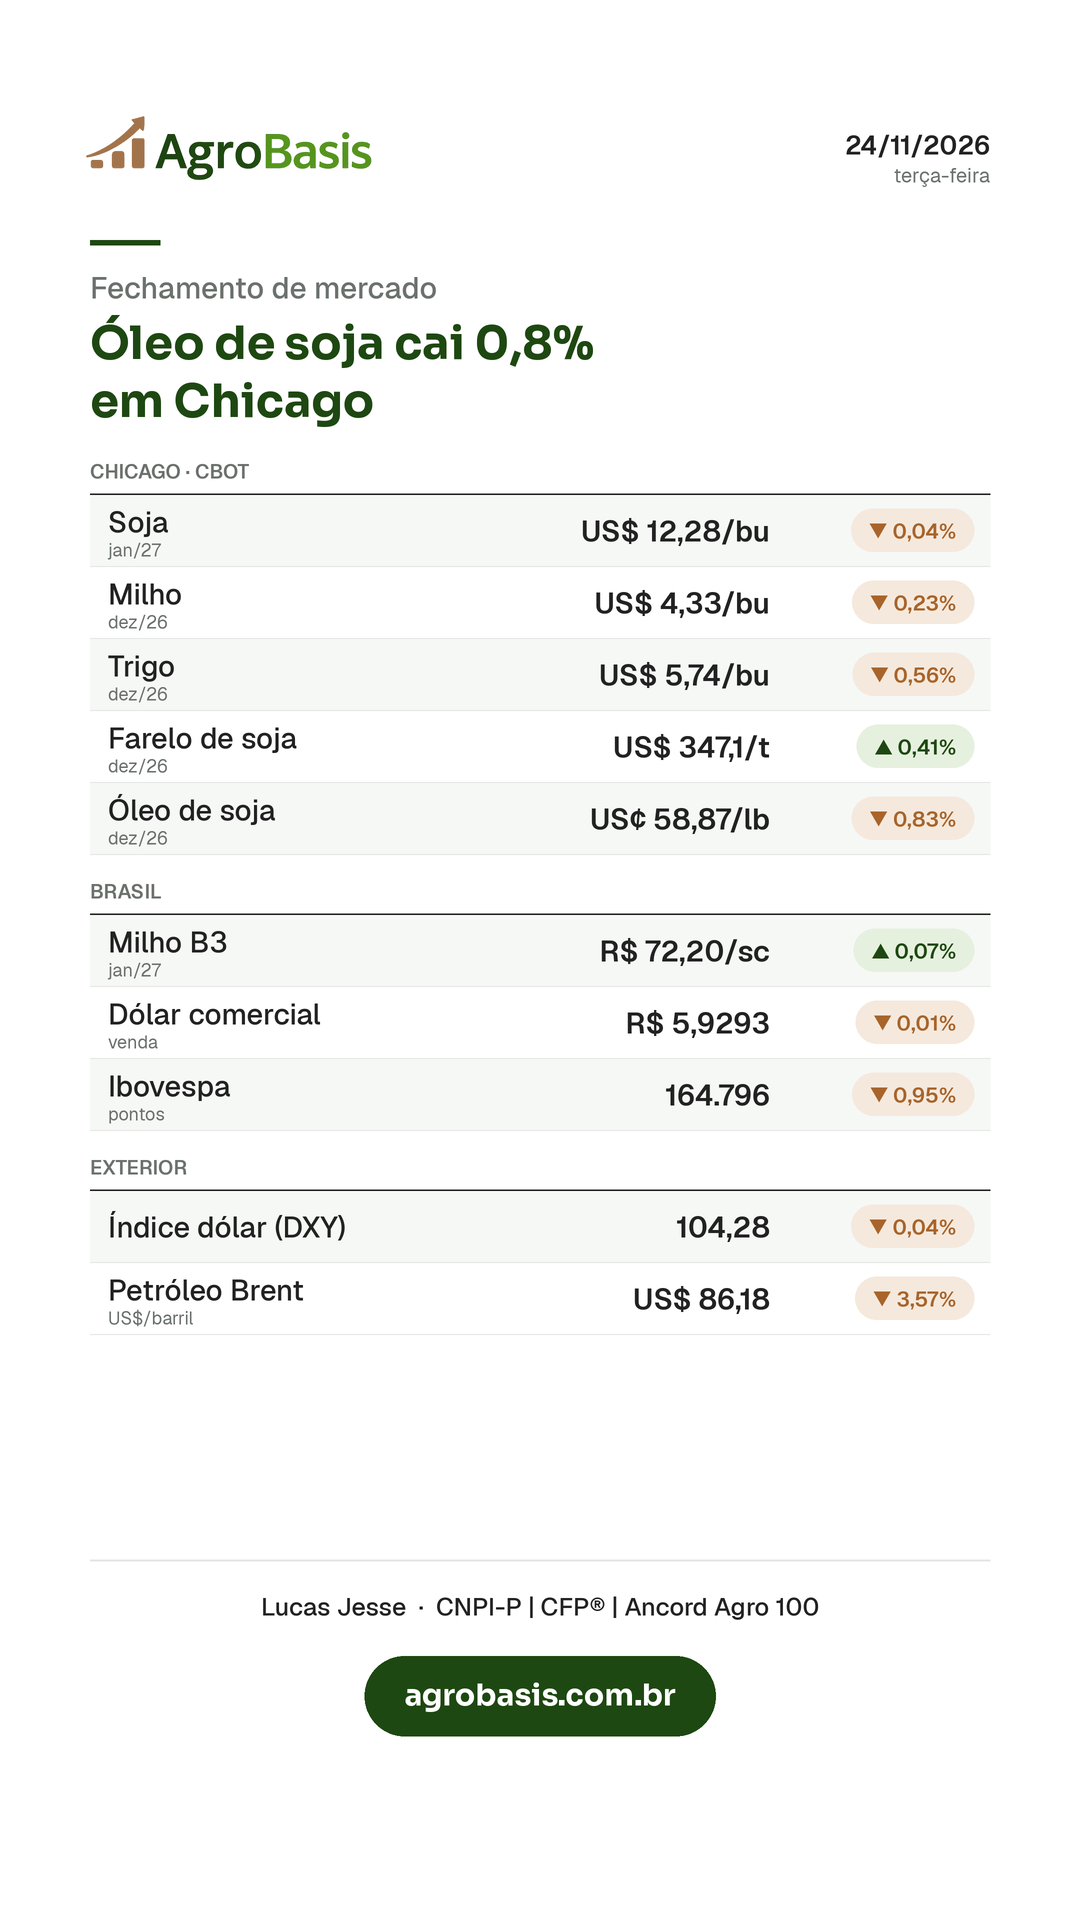 AgroBasis
24/11/2026
terça-feira
Fechamento de mercado
Óleo de soja cai 0,8%
em Chicago
CHICAGO · CBOT
Soja
jan/27
US$ 12,28/bu
▼ 0,04%
Milho
dez/26
US$ 4,33/bu
▼ 0,23%
Trigo
dez/26
US$ 5,74/bu
▼ 0,56%
Farelo de soja
dez/26
US$ 347,1/t
▲ 0,41%
Óleo de soja
dez/26
US¢ 58,87/lb
▼ 0,83%
BRASIL
Milho B3
jan/27
R$ 72,20/sc
▲ 0,07%
Dólar comercial
venda
R$ 5,9293
▼ 0,01%
Ibovespa
pontos
164.796
▼ 0,95%
EXTERIOR
Índice dólar (DXY)
104,28
▼ 0,04%
Petróleo Brent
US$/barril
US$ 86,18
▼ 3,57%
Lucas Jesse · CNPI-P | CFP® | Ancord Agro 100
agrobasis.com.br